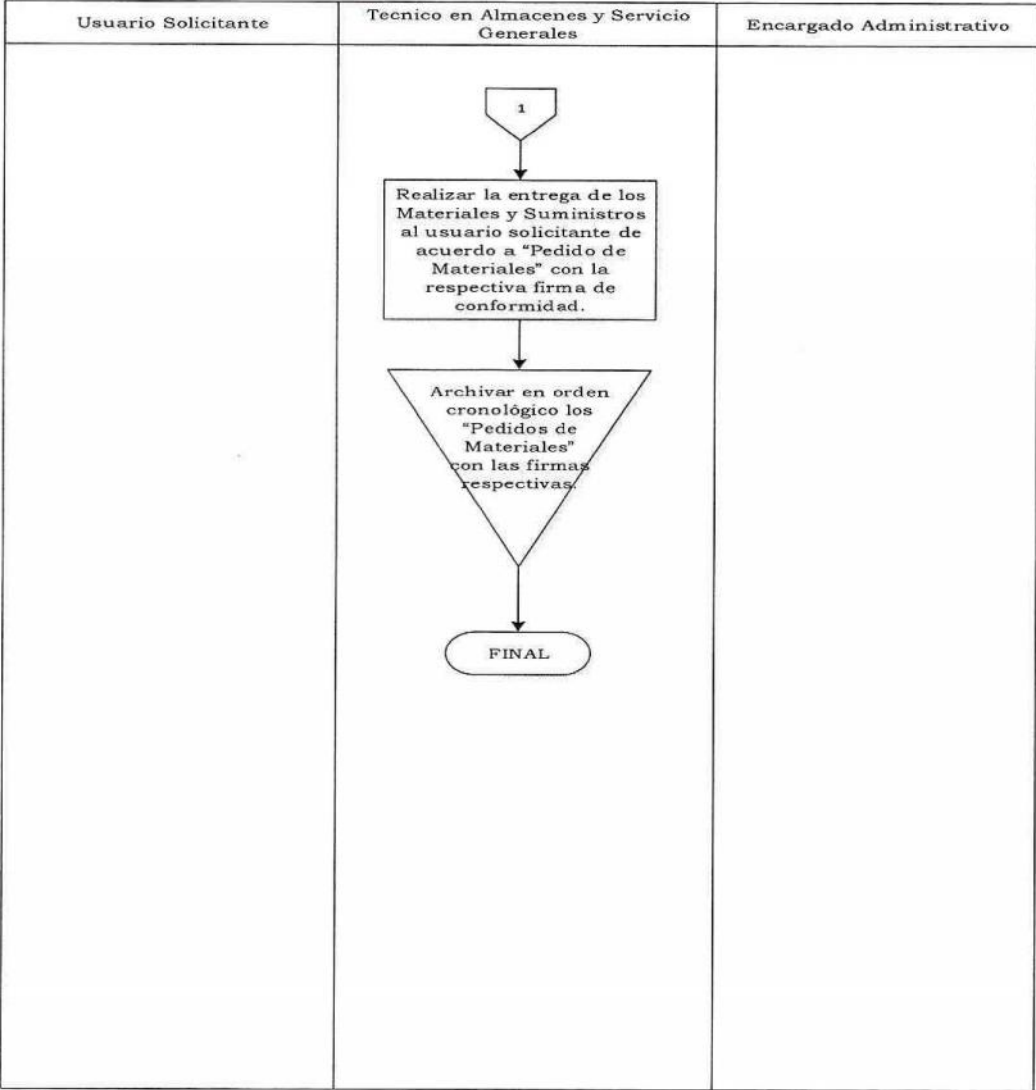 Usuario Solicitante
Tecnico en Almacenes y Servicio
Generales
Encargado Administrativo
1
Realizar la entrega de los
Materiales y Suministros
al usuario solicitante de
acuerdo a “Pedido de
Materiales” con la
respectiva firma de
conformidad.
Archivar en orden
cronológico los
“Pedidos de
Materiales”
con las firmas
respectivas.
FINAL